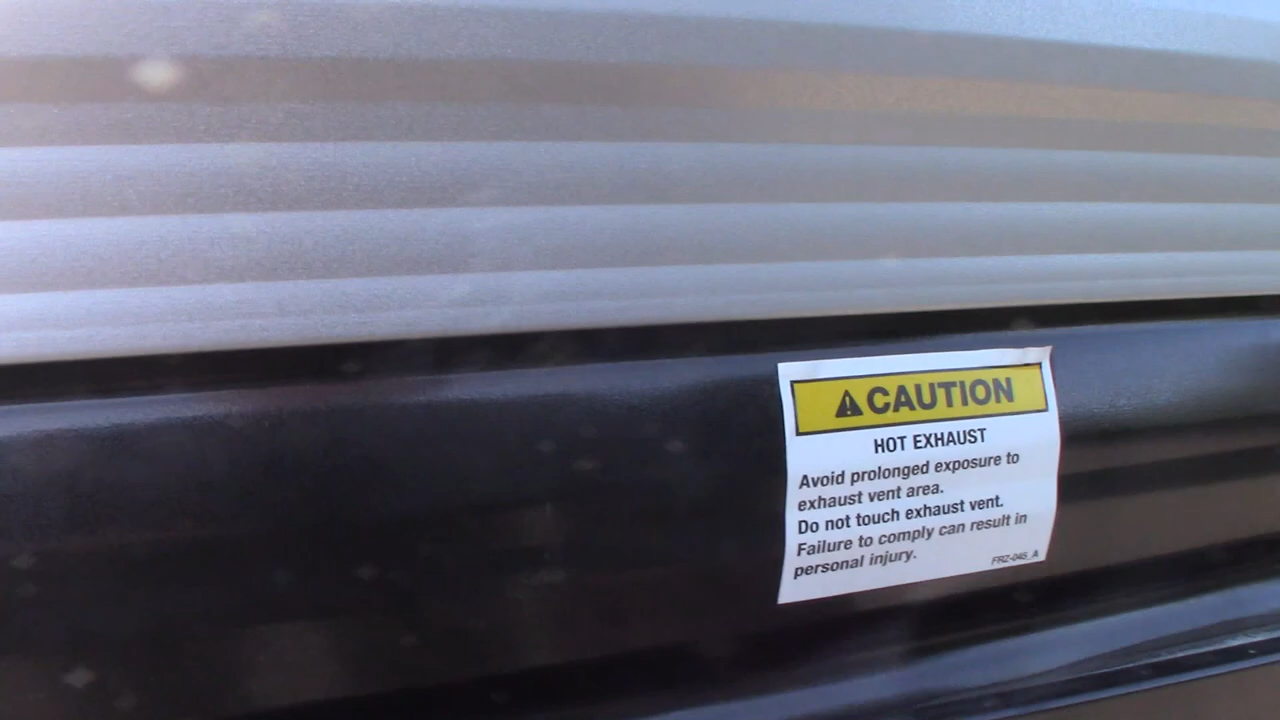 CAUTION
HOT EXHAUST
Avoid prolonged exposure to
exhaust vent area.
Do not touch exhaust vent.
Failure to comply can result in
personal injury.
FRZ-045_A